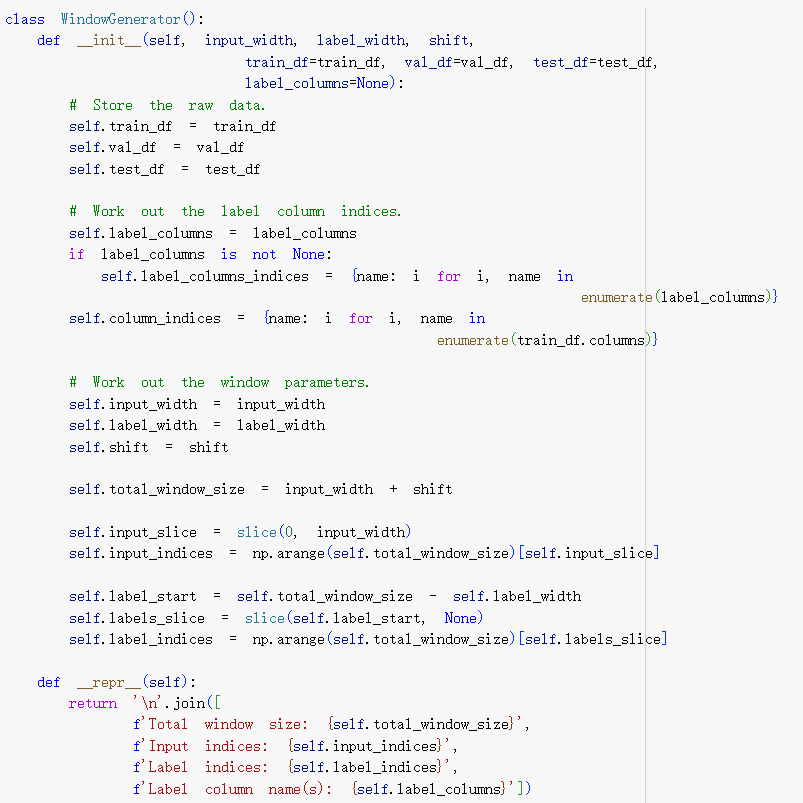 class WindowGenerator():
    def __init__(self, input_width, label_width, shift,
                 train_df=train_df, val_df=val_df, test_df=test_df,
                 label_columns=None):
        # Store the raw data.
        self.train_df = train_df
        self.val_df = val_df
        self.test_df = test_df

        # Work out the label column indices.
        self.label_columns = label_columns
        if label_columns is not None:
            self.label_columns_indices = {name: i for i, name in
                                          enumerate(label_columns)}
        self.column_indices = {name: i for i, name in
                               enumerate(train_df.columns)}

        # Work out the window parameters.
        self.input_width = input_width
        self.label_width = label_width
        self.shift = shift

        self.total_window_size = input_width + shift

        self.input_slice = slice(0, input_width)
        self.input_indices = np.arange(self.total_window_size)[self.input_slice]

        self.label_start = self.total_window_size - self.label_width
        self.labels_slice = slice(self.label_start, None)
        self.label_indices = np.arange(self.total_window_size)[self.labels_slice]

    def __repr__(self):
        return '\n'.join([
            f'Total window size: {self.total_window_size}',
            f'Input indices: {self.input_indices}',
            f'Label indices: {self.label_indices}',
            f'Label column name(s): {self.label_columns}'])